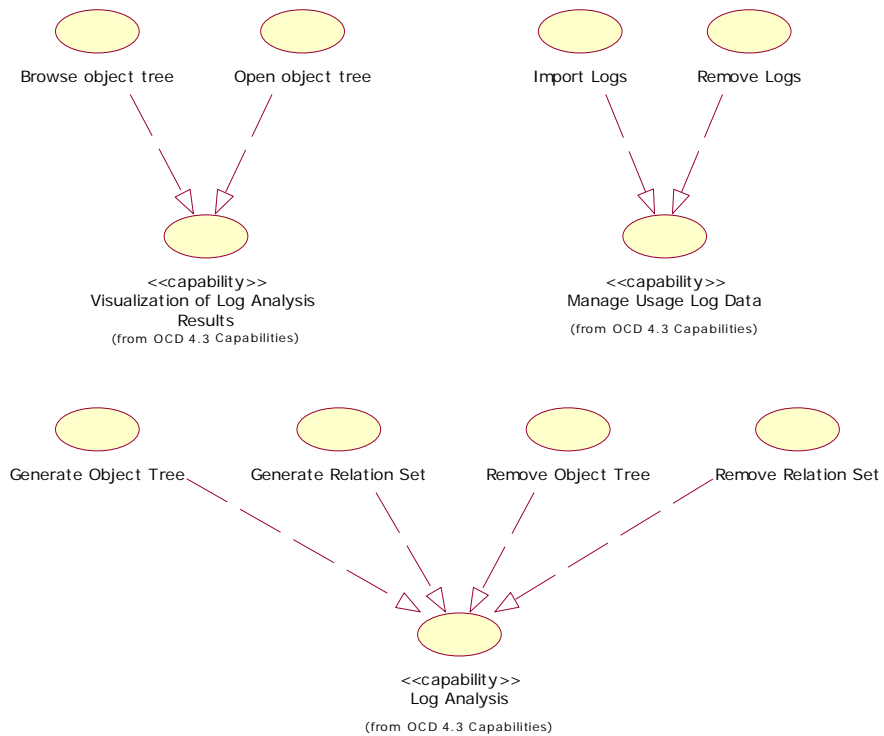 Browse object tree
Open object tree
Import Logs
Remove Logs
<<capability>>
Visualization of Log Analysis
Results
(from OCD 4.3 Capabilities)
<<capability>>
Manage Usage Log Data
(from OCD 4.3 Capabilities)
Generate Object Tree
Generate Relation Set
Remove Object Tree
Remove Relation Set
<<capability>>
Log Analysis
(from OCD 4.3 Capabilities)